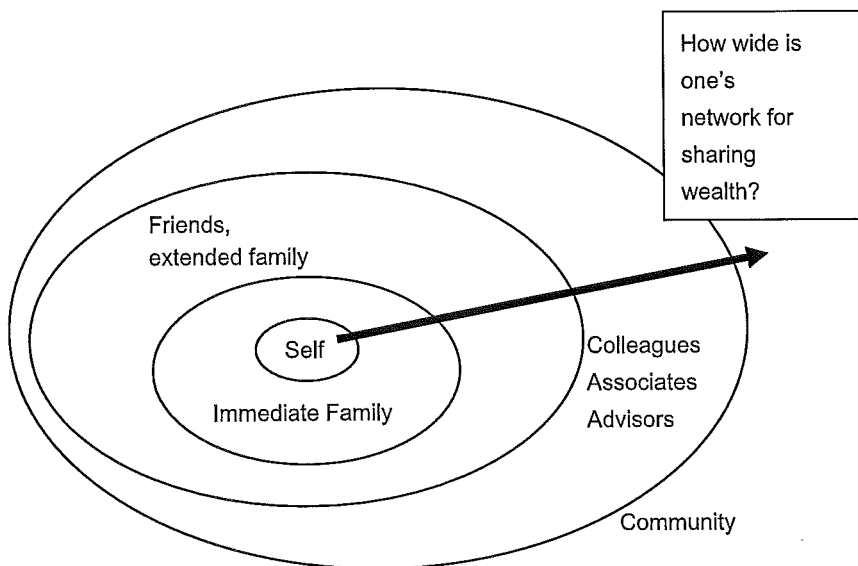 How wide is
one's
network for
sharing
wealth?
Friends,
extended family
Self
Immediate Family
Colleagues
Associates
Advisors
Community